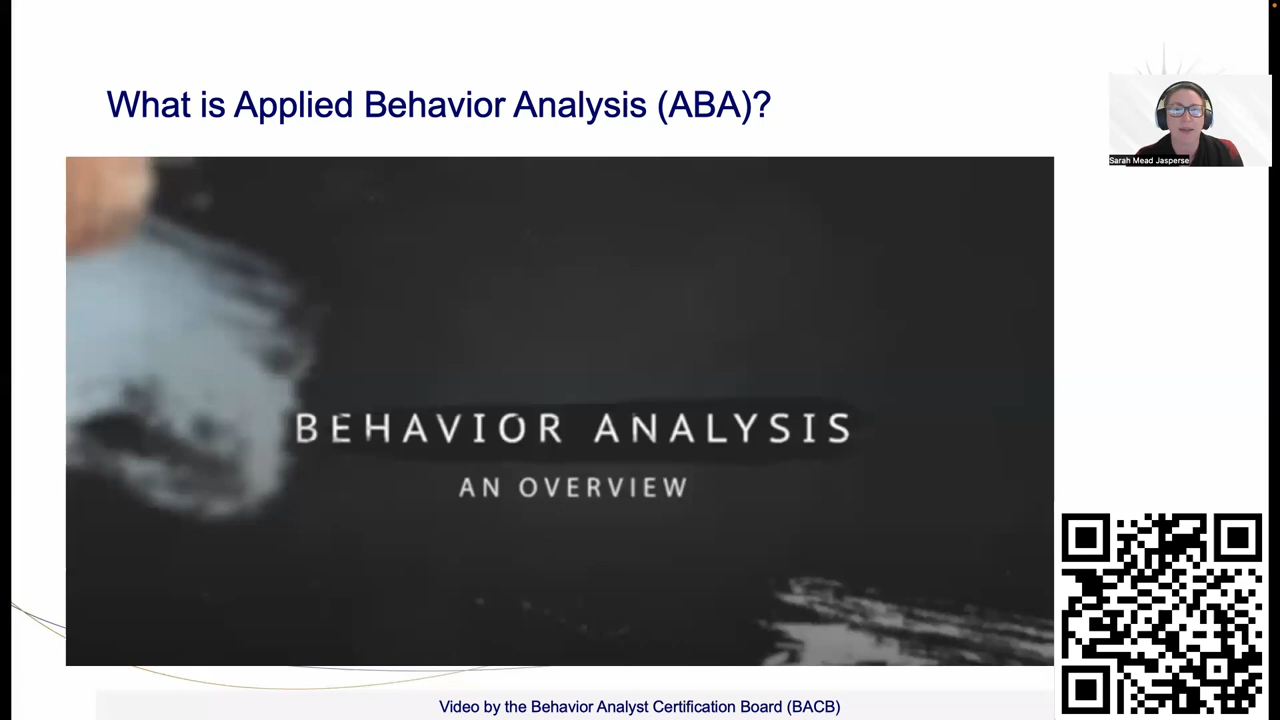 What is Applied Behavior Analysis (ABA)?
Sarah Mead Jasperse
BEHAVIOR ANALYSIS
AN OVERVIEW
Video by the Behavior Analyst Certification Board (BACB)